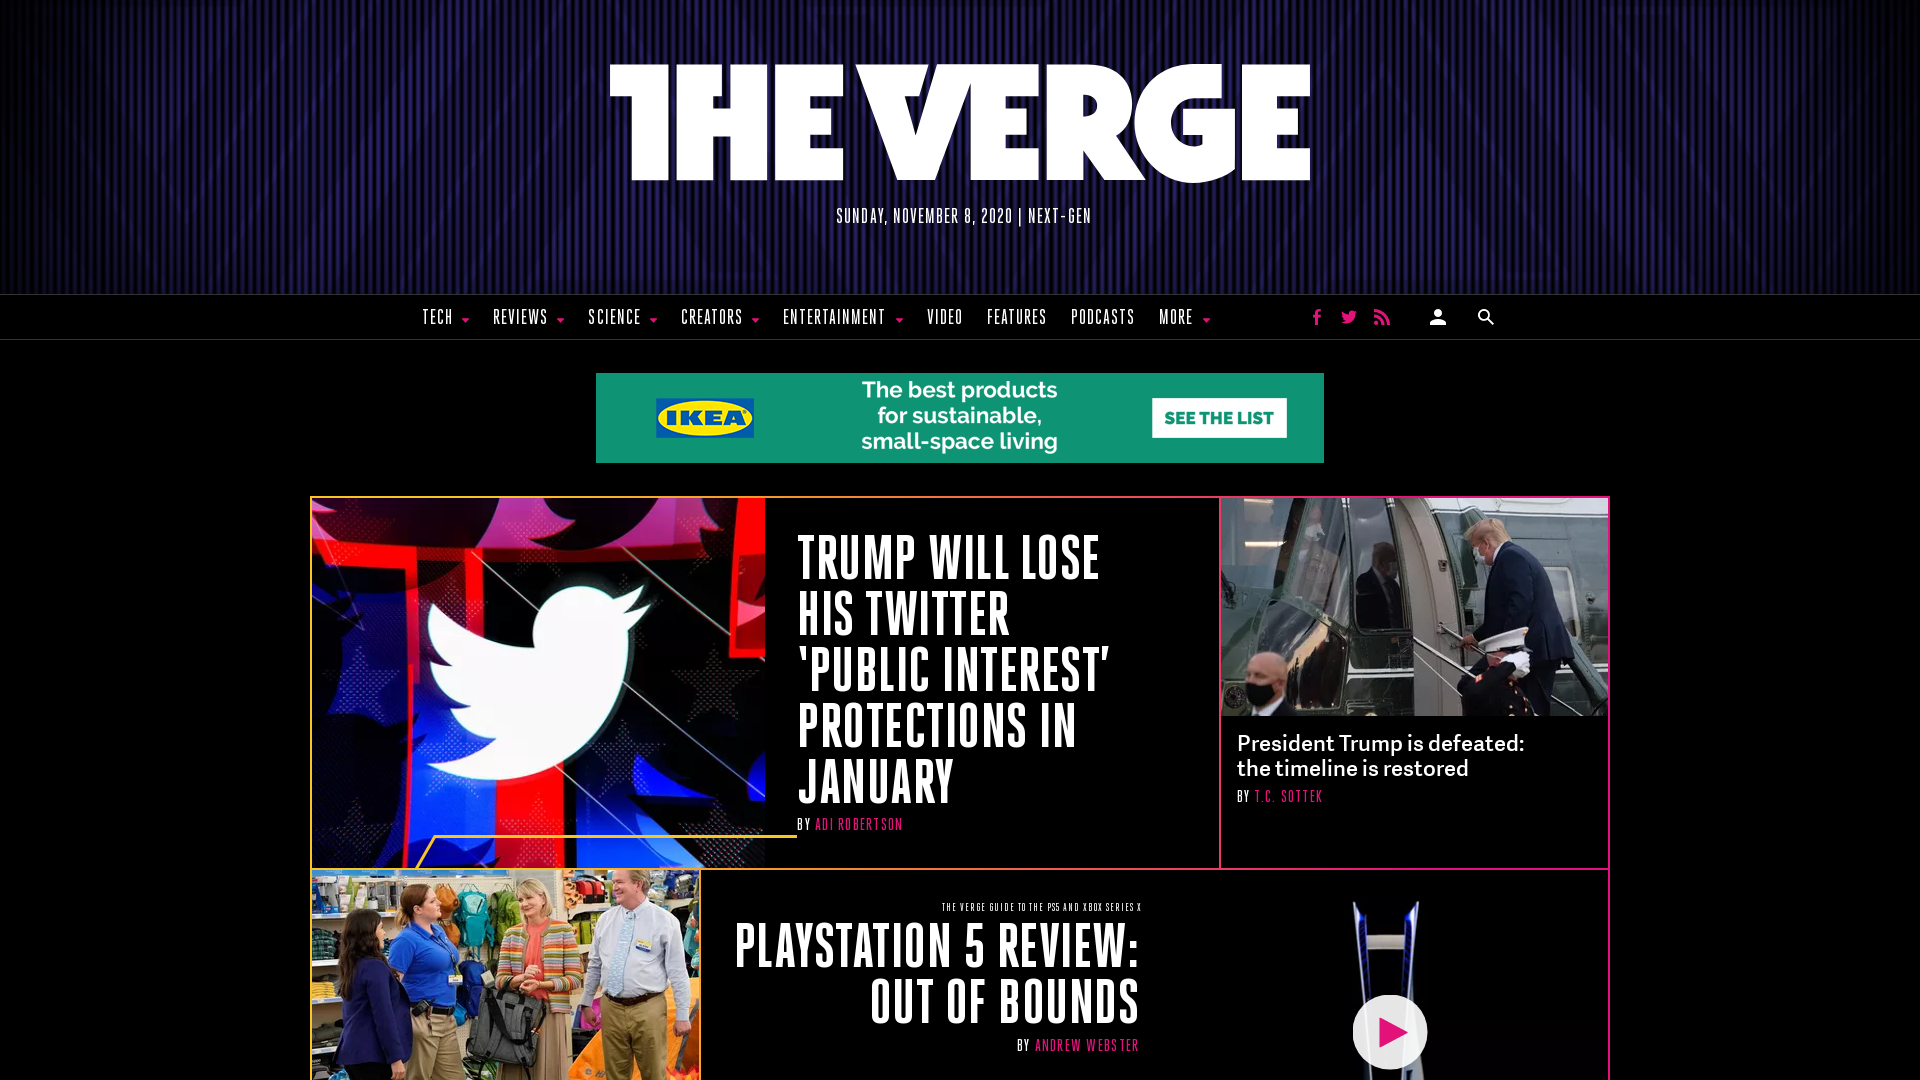 THE VERGE
SUNDAY, NOVEMBER 8, 2020 | NEXT-GEN
TECH REVIEWS SCIENCE CREATORS ENTERTAINMENT VIDEO FEATURES PODCASTS MORE
IKEA
The best products
for sustainable,
small-space living
SEE THE LIST
TRUMP WILL LOSE
HIS TWITTER
'PUBLIC INTEREST'
PROTECTIONS IN
JANUARY
BY ADI ROBERTSON
President Trump is defeated:
the timeline is restored
BY T.C. SOTTEK
THE VERGE GUIDE TO THE PS5 AND XBOX SERIES X
PLAYSTATION 5 REVIEW:
OUT OF BOUNDS
BY ANDREW WEBSTER